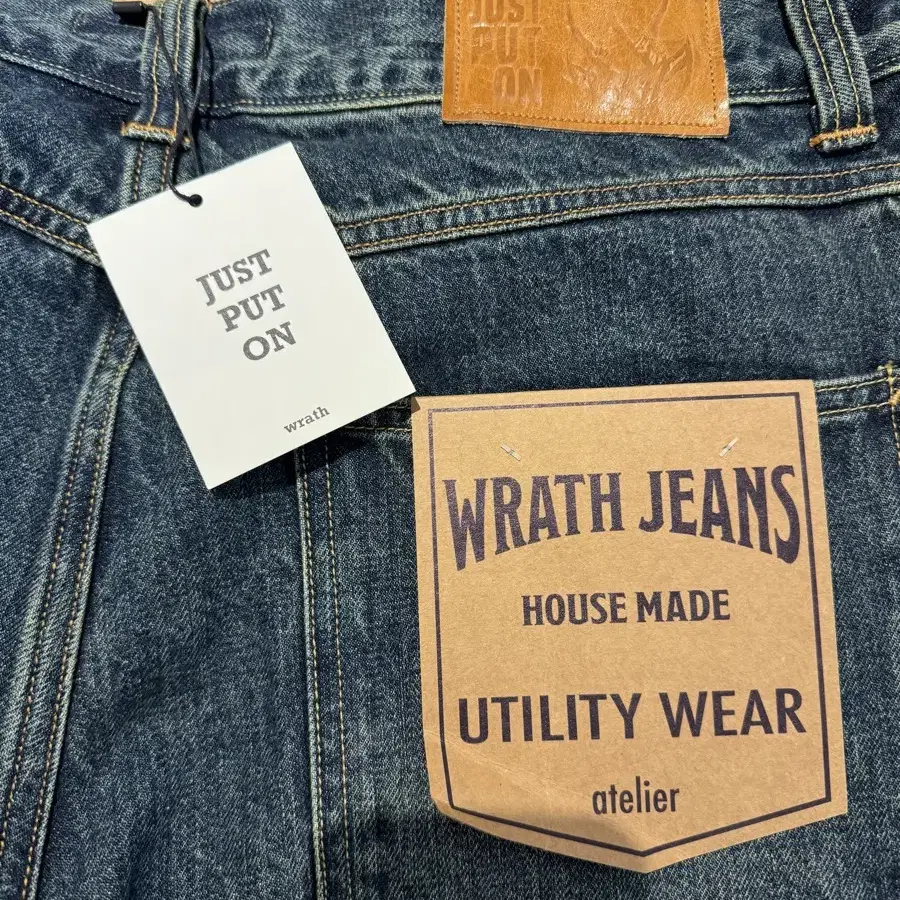 JUST
PUT
ON
JUST
PUT
ON
wrath
WRATH JEANS
HOUSE MADE
UTILITY WEAR
atelier